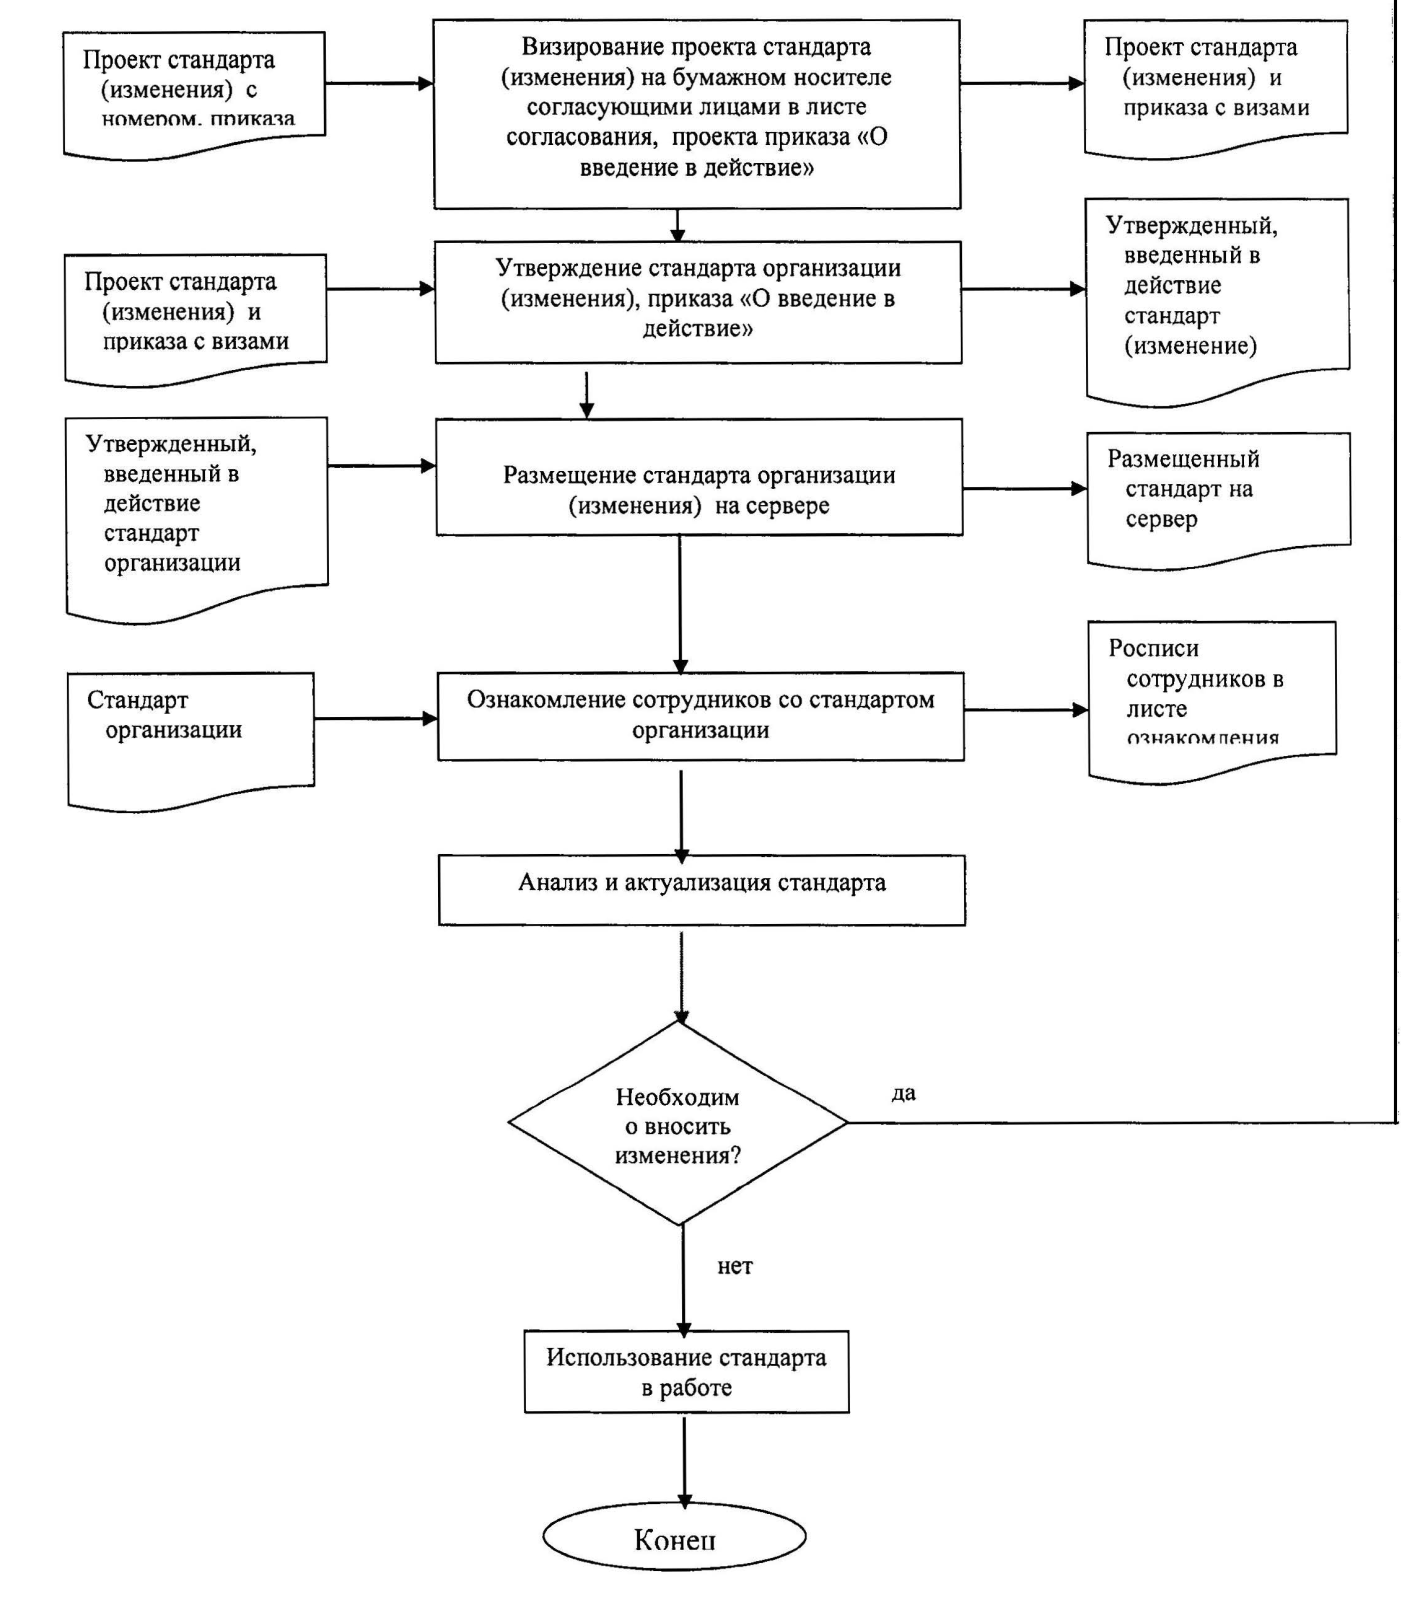 Проект стандарта
(изменения) с
номером, приказа
Визирование проекта стандарта
(изменения) на бумажном носителе
согласующими лицами в листе
согласования, проекта приказа «О
введение в действие»
Проект стандарта
(изменения) и
приказа с визами
Проект стандарта
(изменения) и
приказа с визами
Утверждение стандарта организации
(изменения), приказа «О введение в
действие»
Утвержденный,
введенный в
действие
стандарт
(изменение)
Утвержденный,
введенный в
действие
стандарт
организации
Размещение стандарта организации
(изменения) на сервере
Размещенный
стандарт на
сервер
Стандарт
организации
Ознакомление сотрудников со стандартом
организации
Росписи
сотрудников в
листе
ознакомления
Анализ и актуализация стандарта
Необходим
о вносить
изменения?
да
нет
Использование стандарта
в работе
Конец